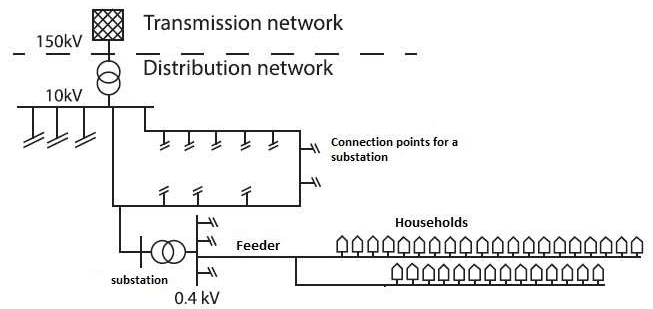 Transmission network
150kV
Distribution network
10kV
Connection points for a
substation
Households
Feeder
substation
0.4 kV